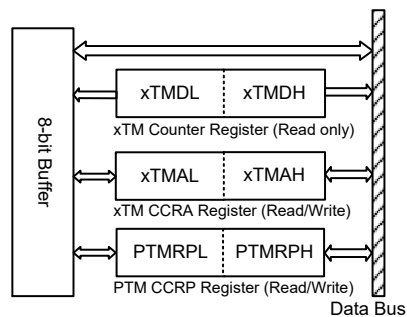 8-bit Buffer
xTMDL xTMDH
xTM Counter Register (Read only)
xTMAL xTMAH
xTM CCRA Register (Read/Write)
PTMRPL PTMRPH
PTM CCRP Register (Read/Write)
Data Bus